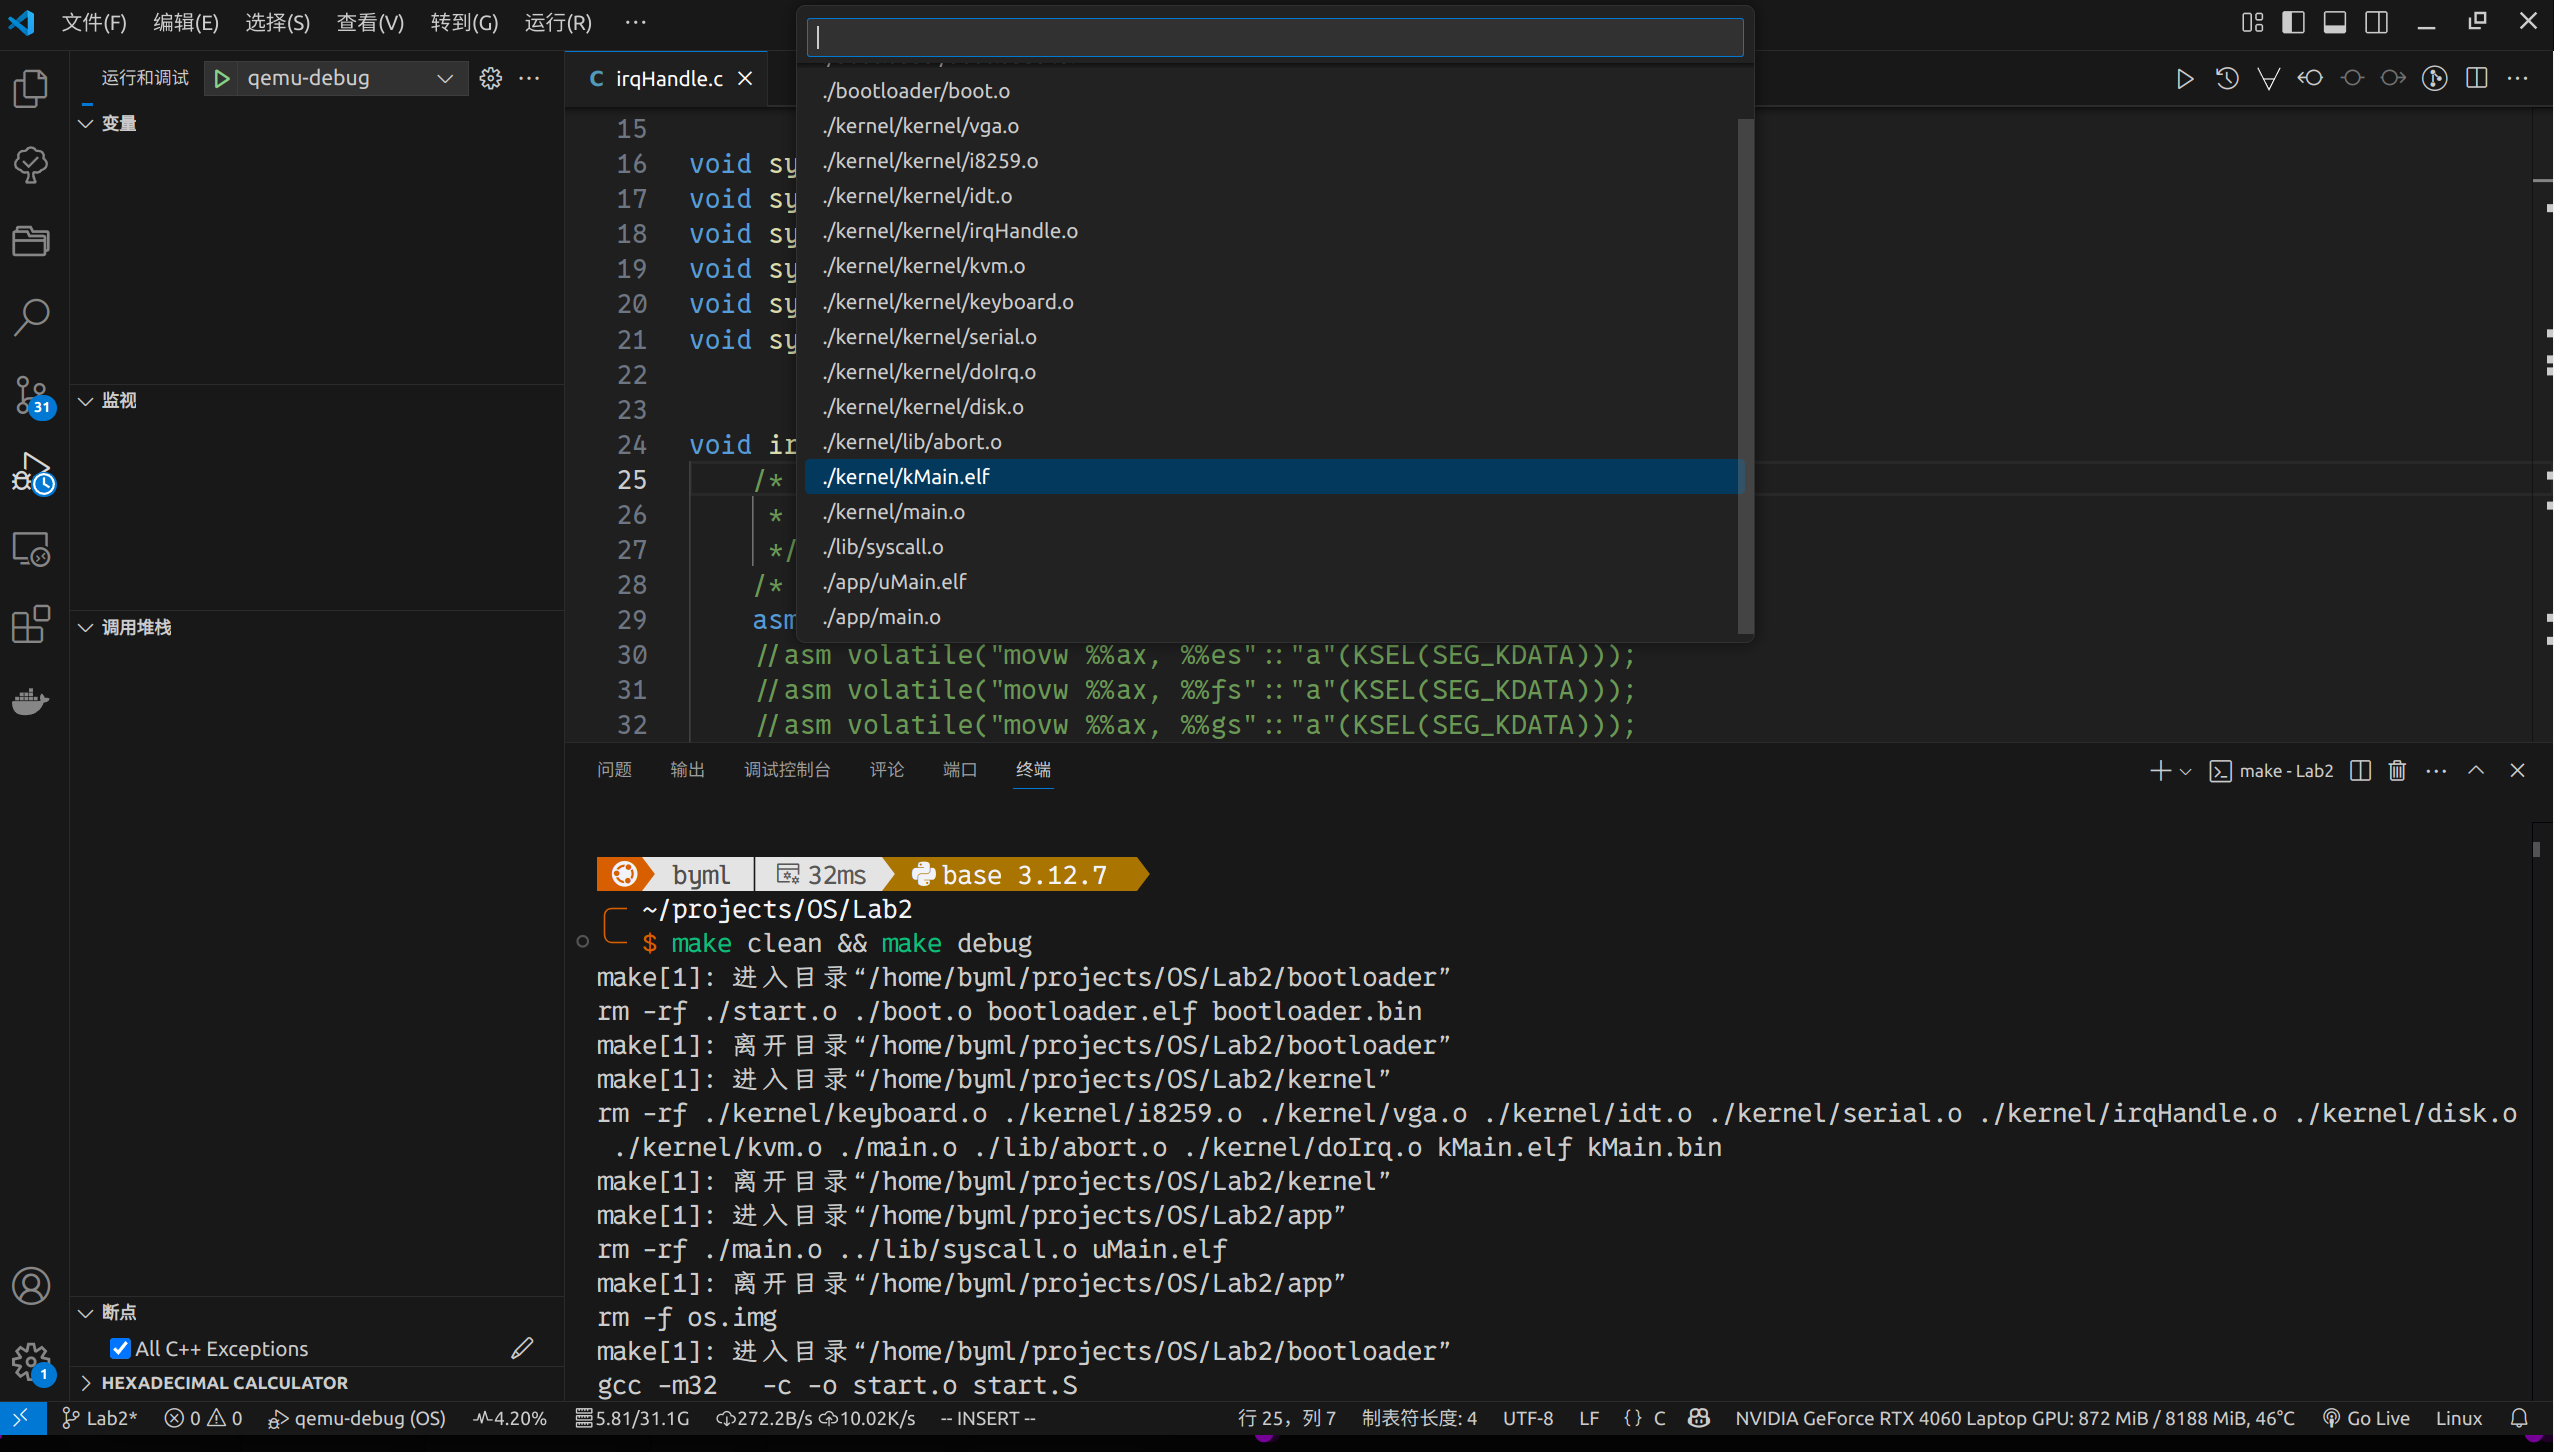 文件(F) 编辑(E) 选择(S) 查看(V) 转到(G) 运行(R) ···
运行和调试 qemu-debug ···
C irqHandle.c
变量
监视
调用堆栈
./bootloader/boot.o
./kernel/kernel/vga.o
./kernel/kernel/i8259.o
./kernel/kernel/idt.o
./kernel/kernel/irqHandle.o
./kernel/kernel/kvm.o
./kernel/kernel/keyboard.o
./kernel/kernel/serial.o
./kernel/kernel/doIrq.o
./kernel/kernel/disk.o
./kernel/lib/abort.o
./kernel/kMain.elf
./kernel/main.o
./lib/syscall.o
./app/uMain.elf
./app/main.o
15
16 void sy
17 void sy
18 void sy
19 void sy
20 void sy
21 void sy
22
23
24 void ir
25 /*
26 *
27 */
28 /*
29 asm
30 //asm volatile("movw %%ax, %%es"::"a"(KSEL(SEG_KDATA)));
31 //asm volatile("movw %%ax, %%fs"::"a"(KSEL(SEG_KDATA)));
32 //asm volatile("movw %%ax, %%gs"::"a"(KSEL(SEG_KDATA)));
31
问题 输出 调试控制台 评论 端口 终端
make - Lab2
byml 32ms base 3.12.7
~/projects/OS/Lab2
$ make clean && make debug
make[1]: 进入目录“/home/byml/projects/OS/Lab2/bootloader”
rm -rf ./start.o ./boot.o bootloader.elf bootloader.bin
make[1]: 离开目录“/home/byml/projects/OS/Lab2/bootloader”
make[1]: 进入目录“/home/byml/projects/OS/Lab2/kernel”
rm -rf ./kernel/keyboard.o ./kernel/i8259.o ./kernel/vga.o ./kernel/idt.o ./kernel/serial.o ./kernel/irqHandle.o ./kernel/disk.o
./kernel/kvm.o ./main.o ./lib/abort.o ./kernel/doIrq.o kMain.elf kMain.bin
make[1]: 离开目录“/home/byml/projects/OS/Lab2/kernel”
make[1]: 进入目录“/home/byml/projects/OS/Lab2/app”
rm -rf ./main.o ../lib/syscall.o uMain.elf
make[1]: 离开目录“/home/byml/projects/OS/Lab2/app”
rm -f os.img
make[1]: 进入目录“/home/byml/projects/OS/Lab2/bootloader”
gcc -m32 -c -o start.o start.S
断点
All C++ Exceptions
HEXADECIMAL CALCULATOR
1
Lab2* 0 0 qemu-debug (OS) 4.20% 5.81/31.1G 272.2B/s 10.02K/s -- INSERT -- 行 25，列 7 制表符长度: 4 UTF-8 LF {} C NVIDIA GeForce RTX 4060 Laptop GPU: 872 MiB / 8188 MiB, 46°C Go Live Linux